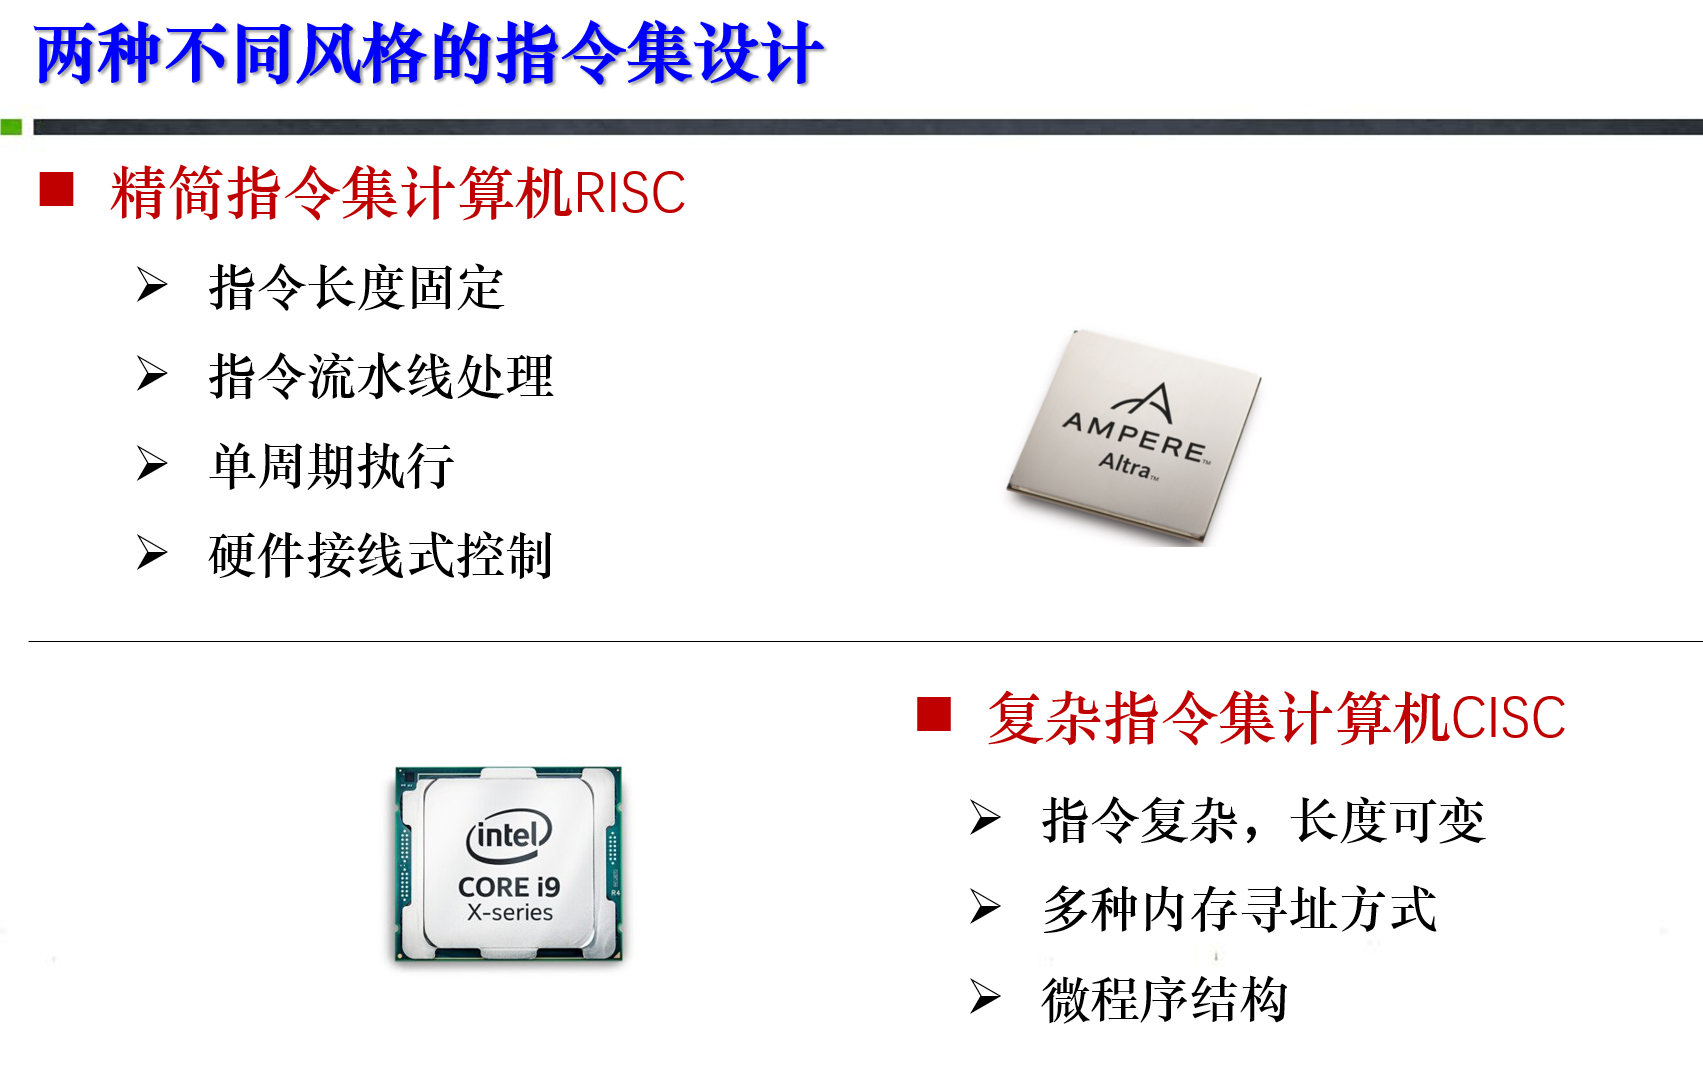 两种不同风格的指令集设计
精简指令集计算机RISC
指令长度固定
指令流水线处理
单周期执行
硬件接线式控制
AMPERE™
Altra™
复杂指令集计算机CISC
指令复杂，长度可变
多种内存寻址方式
微程序结构
intel
CORE i9
X-series
R4